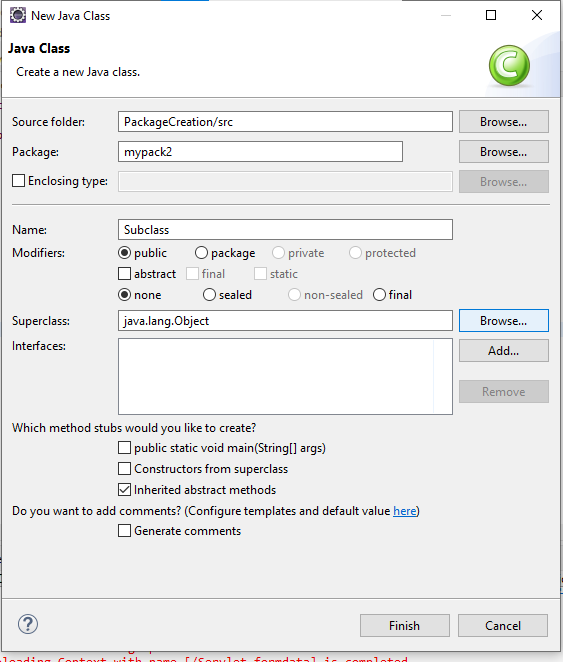 New Java Class
Java Class
Create a new Java class.
Source folder: PackageCreation/src Browse...
Package: mypack2 Browse...
Enclosing type: Browse...
Name: Subclass
Modifiers: public package private protected
abstract final static
none sealed non-sealed final
Superclass: java.lang.Object Browse...
Interfaces: Add...
Remove
Which method stubs would you like to create?
public static void main(String[] args)
Constructors from superclass
Inherited abstract methods
Do you want to add comments? (Configure templates and default value here)
Generate comments
? Finish Cancel
loading Context with name [/Servlet formdata] is completed